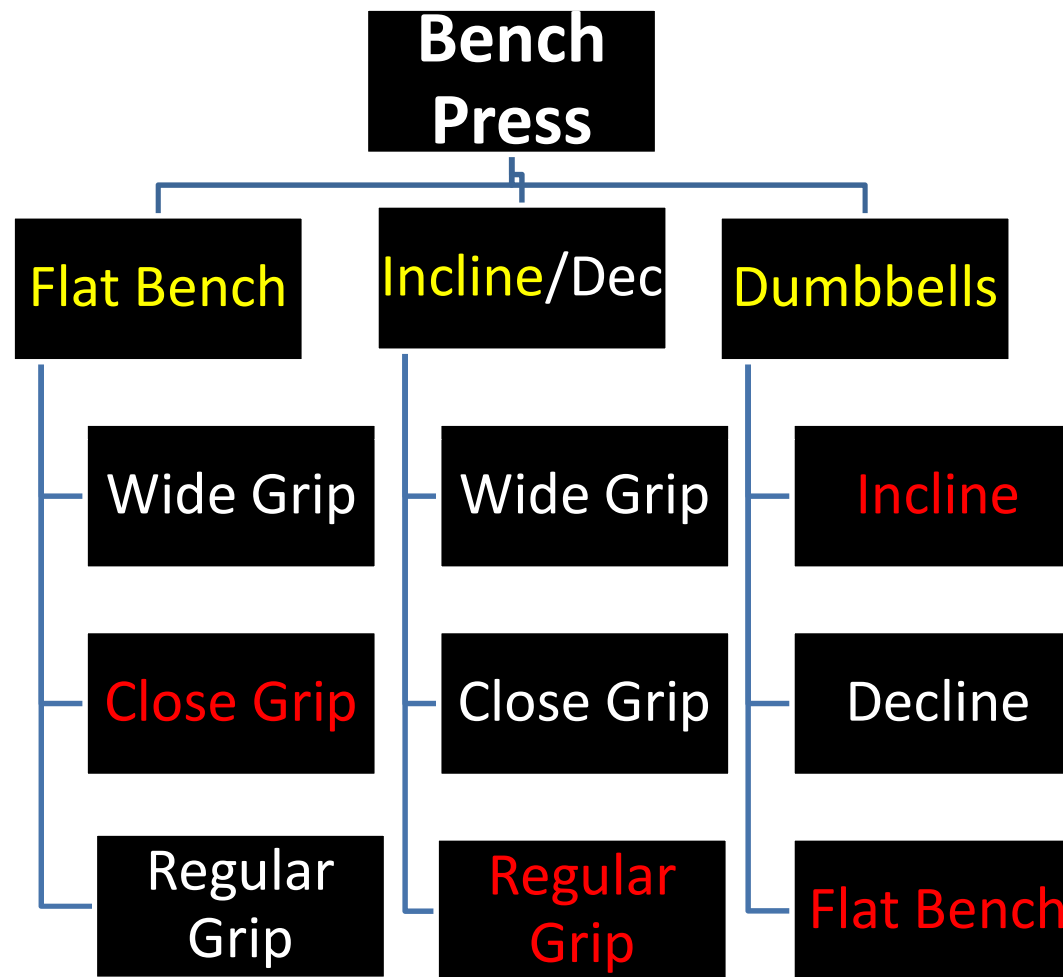 Bench
Press
Flat Bench
Incline/Dec
Dumbbells
Wide Grip
Wide Grip
Incline
Close Grip
Close Grip
Decline
Regular
Grip
Regular
Grip
Flat Bench